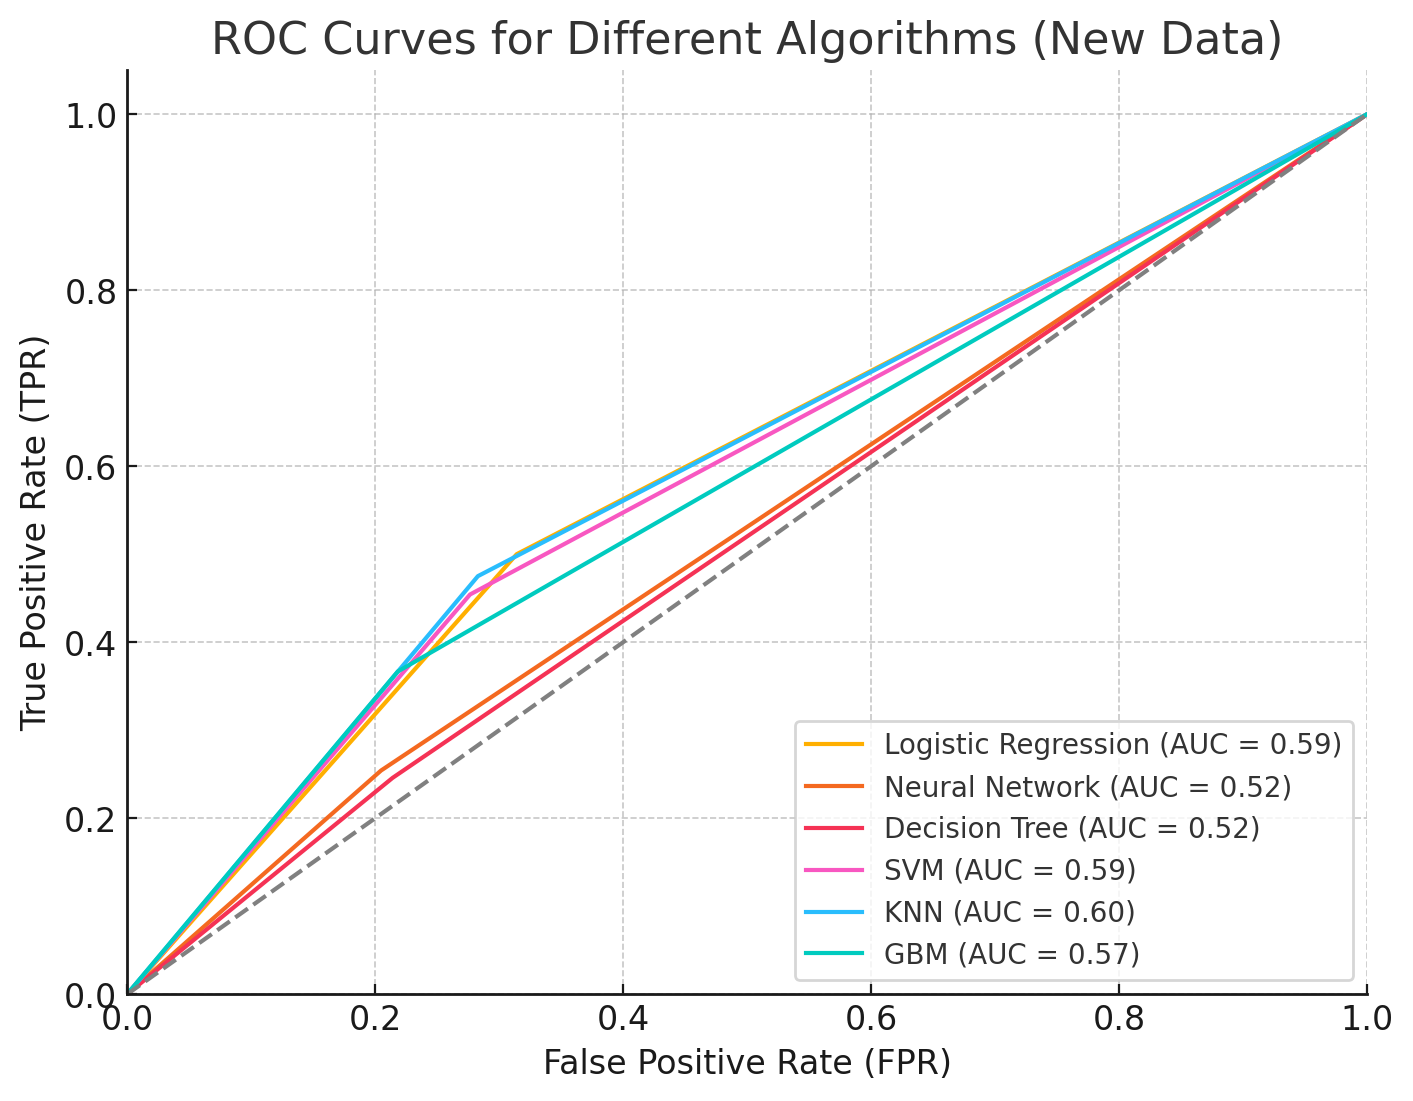 ROC Curves for Different Algorithms (New Data)
True Positive Rate (TPR)
1.0
0.8
0.6
0.4
0.2
0.0
0.0 0.2 0.4 0.6 0.8 1.0
False Positive Rate (FPR)
Logistic Regression (AUC = 0.59)
Neural Network (AUC = 0.52)
Decision Tree (AUC = 0.52)
SVM (AUC = 0.59)
KNN (AUC = 0.60)
GBM (AUC = 0.57)